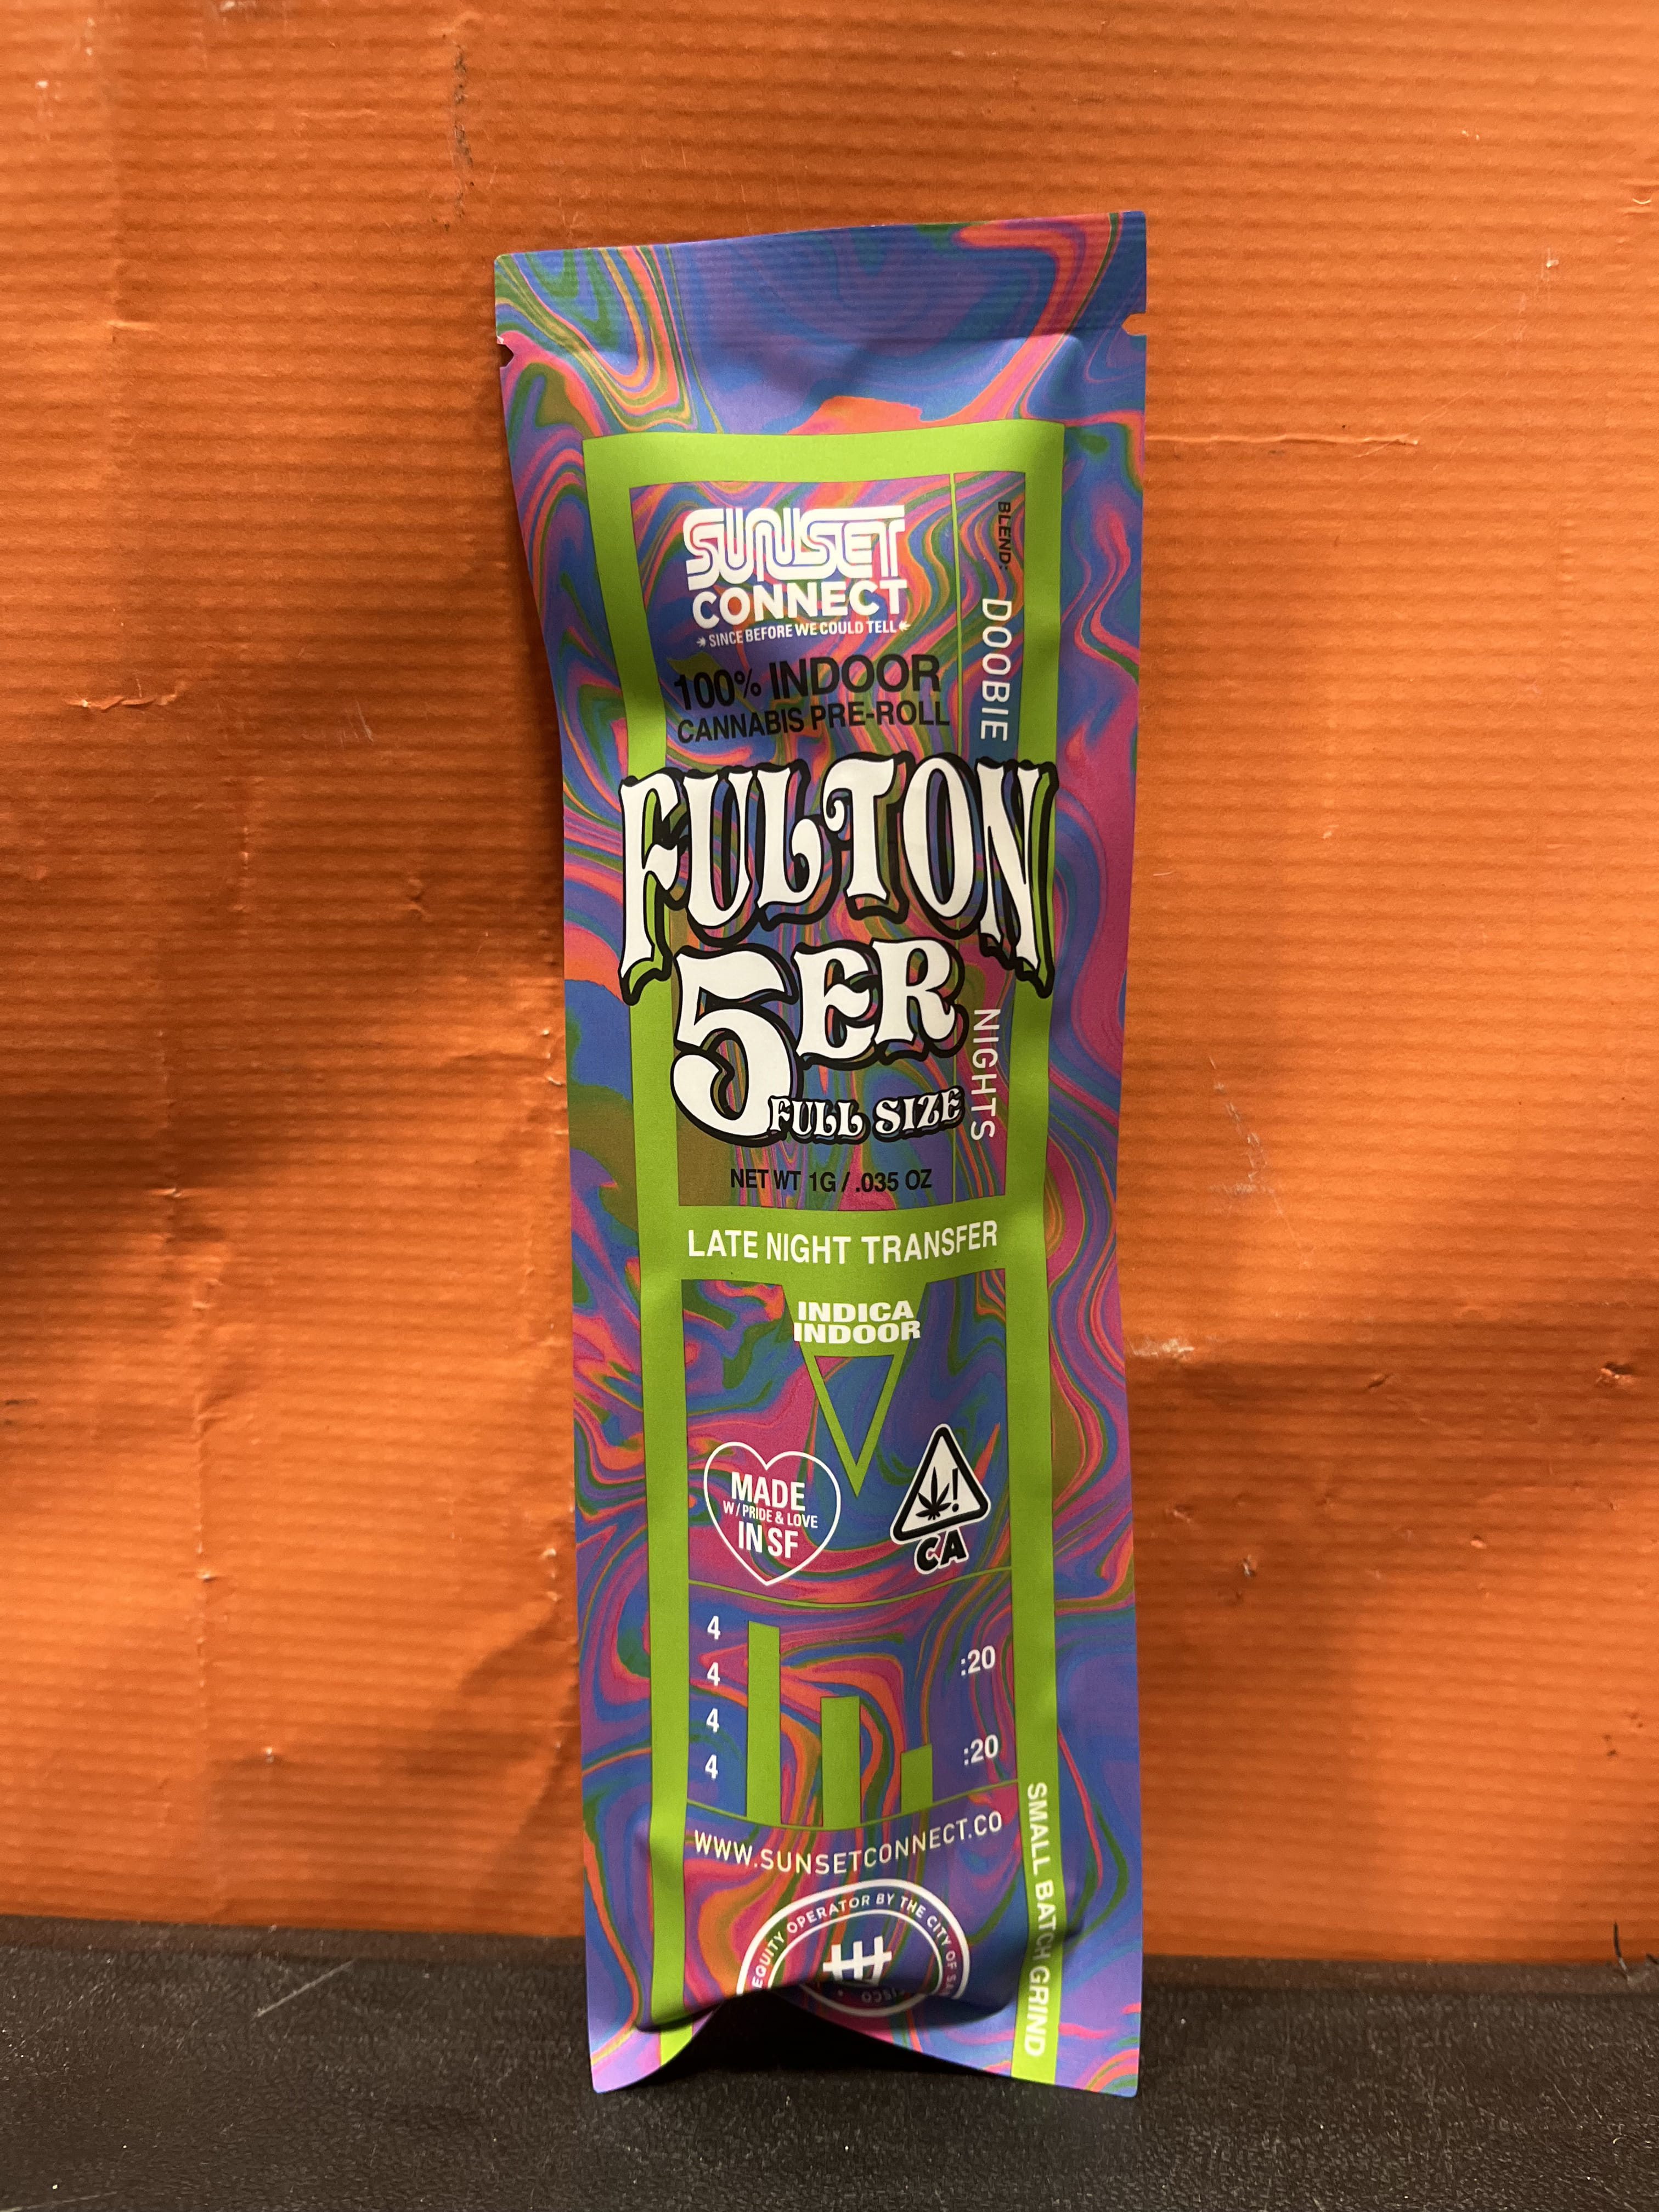 SUNSET
CONNECT
SINCE BEFORE WE COULD TELL
100% INDOOR
CANNABIS PRE-ROLL
BLEND: DOOBIE NIGHTS
FULTON
5ER
FULL SIZE
NET WT 1G / .035 OZ
LATE NIGHT TRANSFER
INDICA
INDOOR
MADE
W / PRIDE & LOVE
IN SF
CA
4
4
4
4
:20
:20
WWW.SUNSETCONNECT.CO
EQUITY OPERATOR BY THE CITY OF
SMALL BATCH GRIND